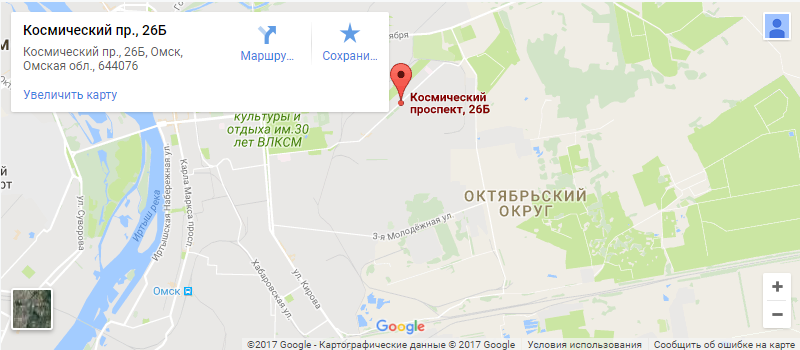 Космический пр., 26Б
Космический пр., 26Б, Омск,
Омская обл., 644076
Увеличить карту
Маршру...
Сохрани...
Космический
проспект, 26Б
культуры и
отдыха им.30
лет ВЛКСМ
ОКТЯБРЬСКИЙ
ОКРУГ
3-я Молодёжная ул.
Иртыш река
Иртышская Набережная ул.
Карла Маркса просп.
ул. Суворова
Хабаровская ул.
ул. Кирова
Омск
Google
©2017 Google - Картографические данные © 2017 Google
Условия использования
Сообщить об ошибке на карте